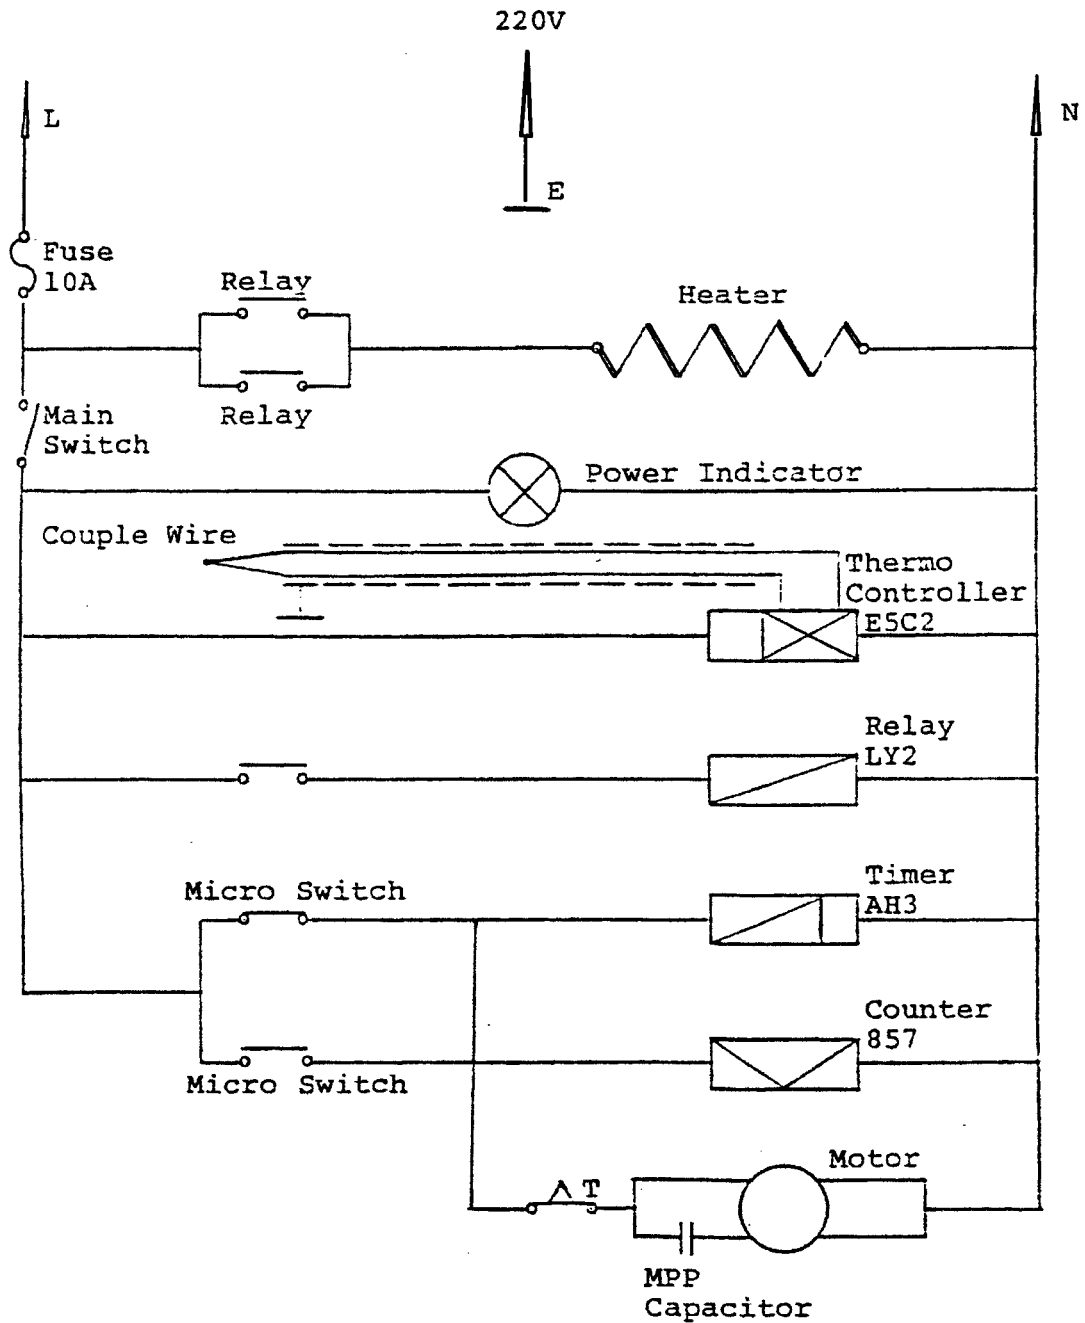 220V
L
N
E
Fuse
10A
Relay
Heater
Relay
Main
Switch
Power Indicator
Couple Wire
Thermo
Controller
E5C2
Relay
LY2
Micro Switch
Timer
AH3
Counter
857
Micro Switch
T
Motor
MPP
Capacitor